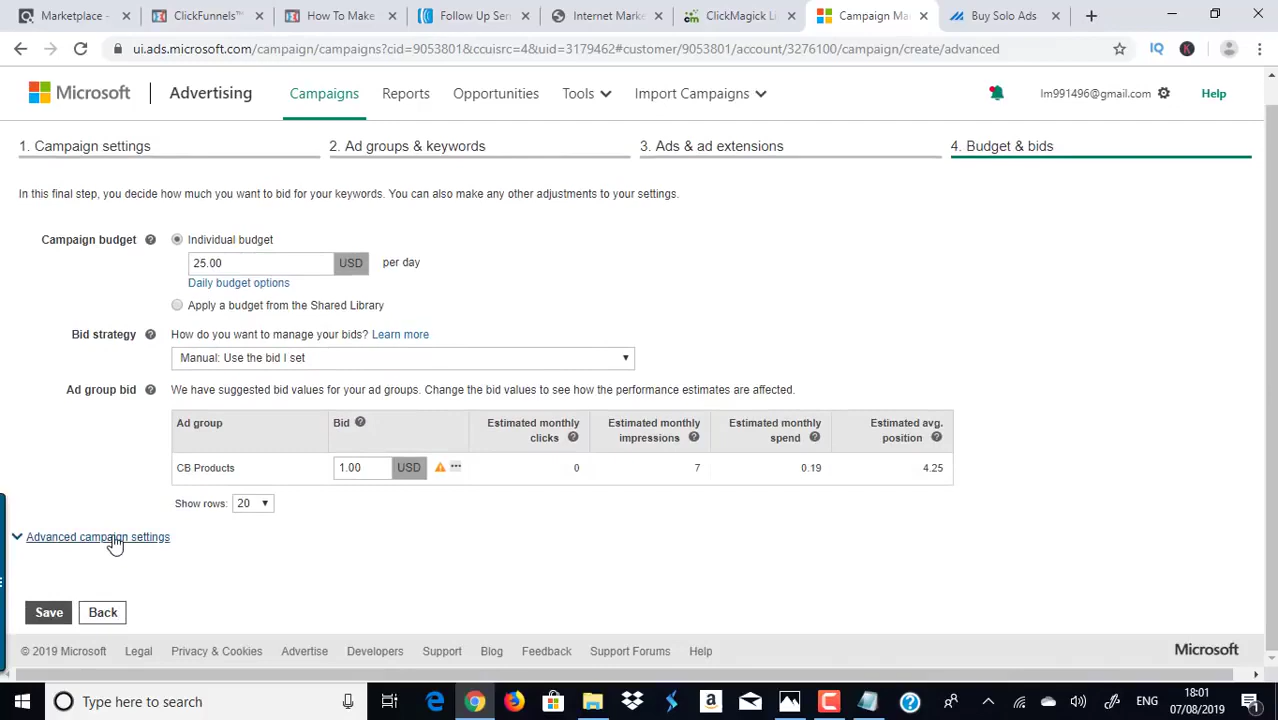 Marketplace -
ClickFunnels™
How To Make
Follow Up Ser
Internet Marke
ClickMagick L
Campaign Ma
Buy Solo Ads
ui.ads.microsoft.com/campaign/campaigns?cid=9053801&ccuisrc=4&uid=3179462#customer/9053801/account/3276100/campaign/create/advanced
Microsoft Advertising Campaigns Reports Opportunities Tools Import Campaigns lm991496@gmail.com Help
1. Campaign settings 2. Ad groups & keywords 3. Ads & ad extensions 4. Budget & bids
In this final step, you decide how much you want to bid for your keywords. You can also make any other adjustments to your settings.
Campaign budget Individual budget
25.00 USD per day
Daily budget options
Apply a budget from the Shared Library
Bid strategy How do you want to manage your bids? Learn more
Manual: Use the bid I set
Ad group bid We have suggested bid values for your ad groups. Change the bid values to see how the performance estimates are affected.
Ad group Bid Estimated monthly clicks Estimated monthly impressions Estimated monthly spend Estimated avg. position
CB Products 1.00 USD 0 7 0.19 4.25
Show rows: 20
Advanced campaign settings
Save Back
© 2019 Microsoft Legal Privacy & Cookies Advertise Developers Support Blog Feedback Support Forums Help Microsoft
Type here to search ENG 18:01
07/08/2019